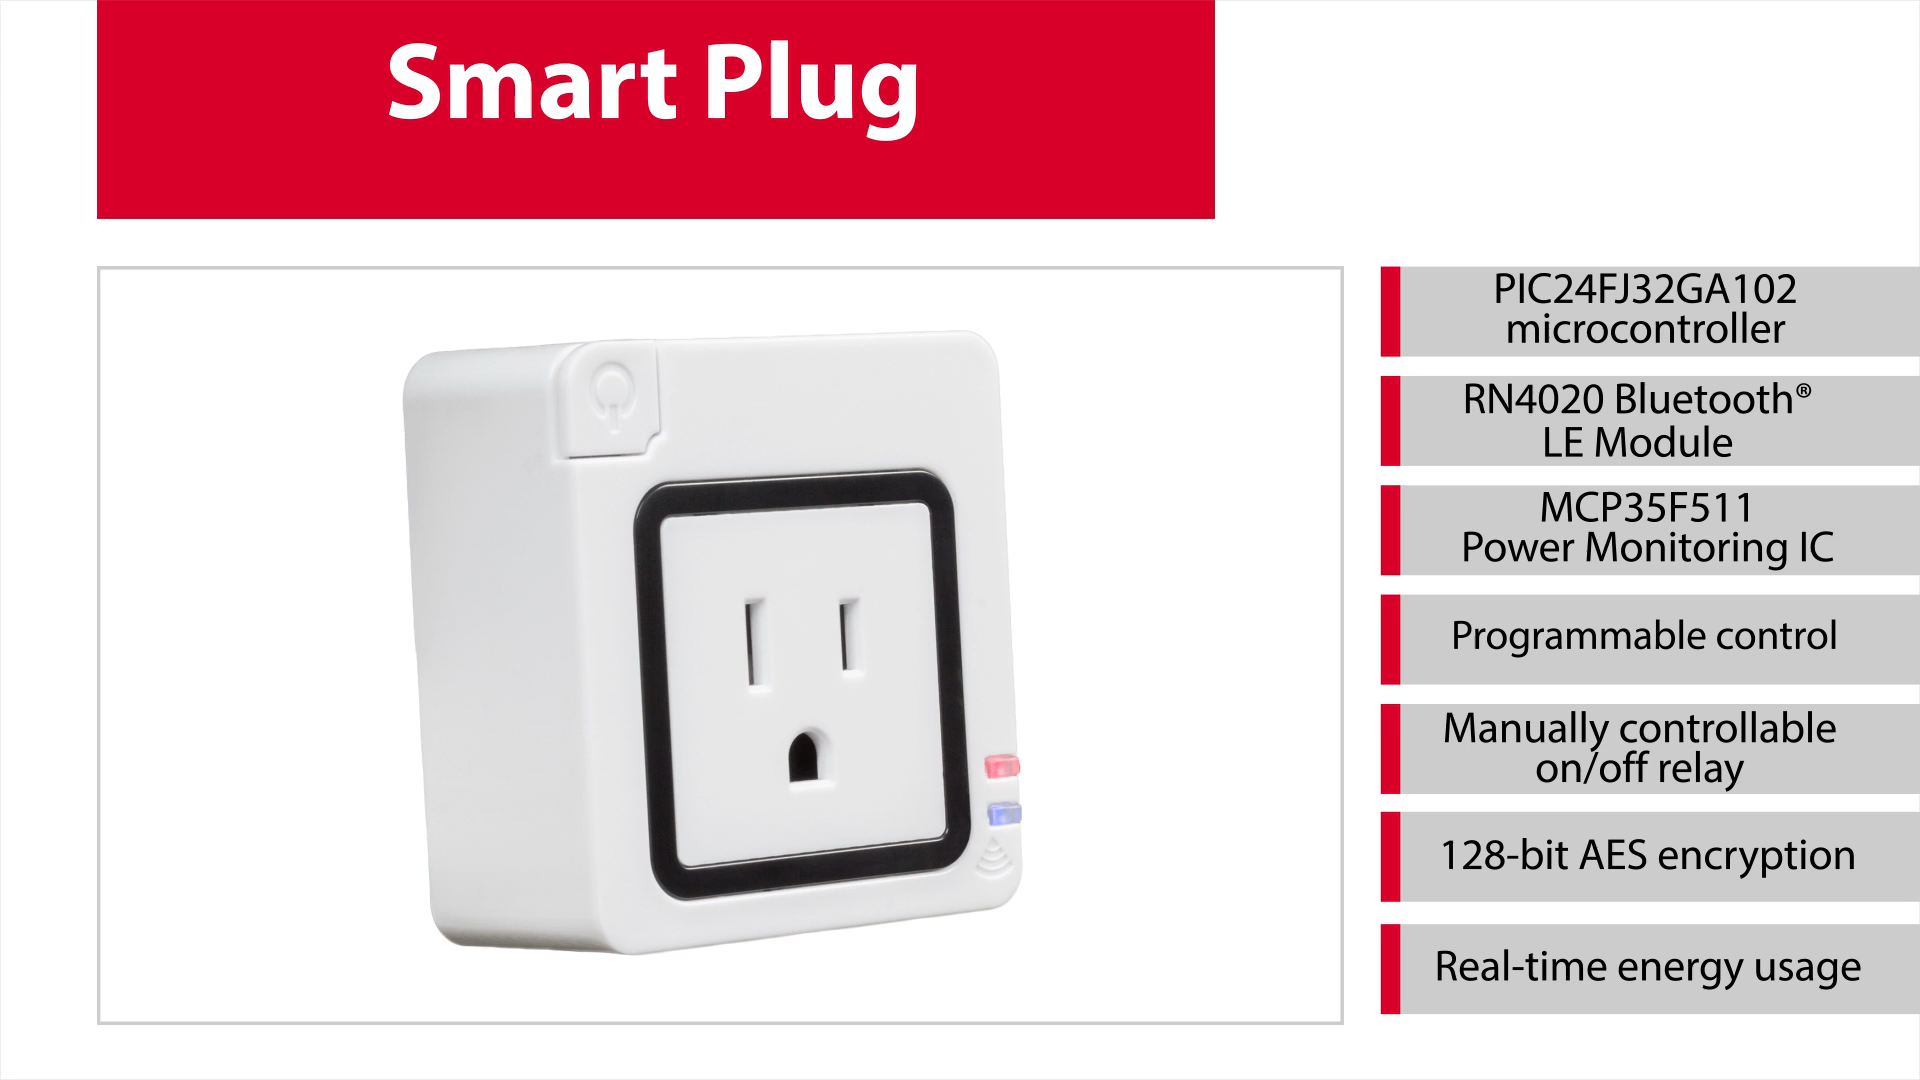 Smart Plug
PIC24FJ32GA102
microcontroller
RN4020 Bluetooth®
LE Module
MCP35F511
Power Monitoring IC
Programmable control
Manually controllable
on/off relay
128-bit AES encryption
Real-time energy usage